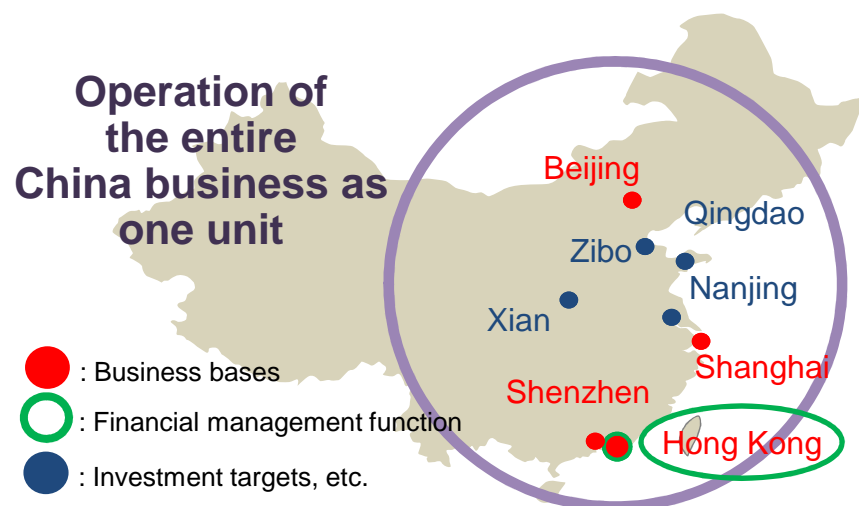 Operation of
the entire
China business as
one unit
Beijing
Qingdao
Zibo
Nanjing
Xian
Shanghai
Shenzhen
Hong Kong
: Business bases
: Financial management function
: Investment targets, etc.